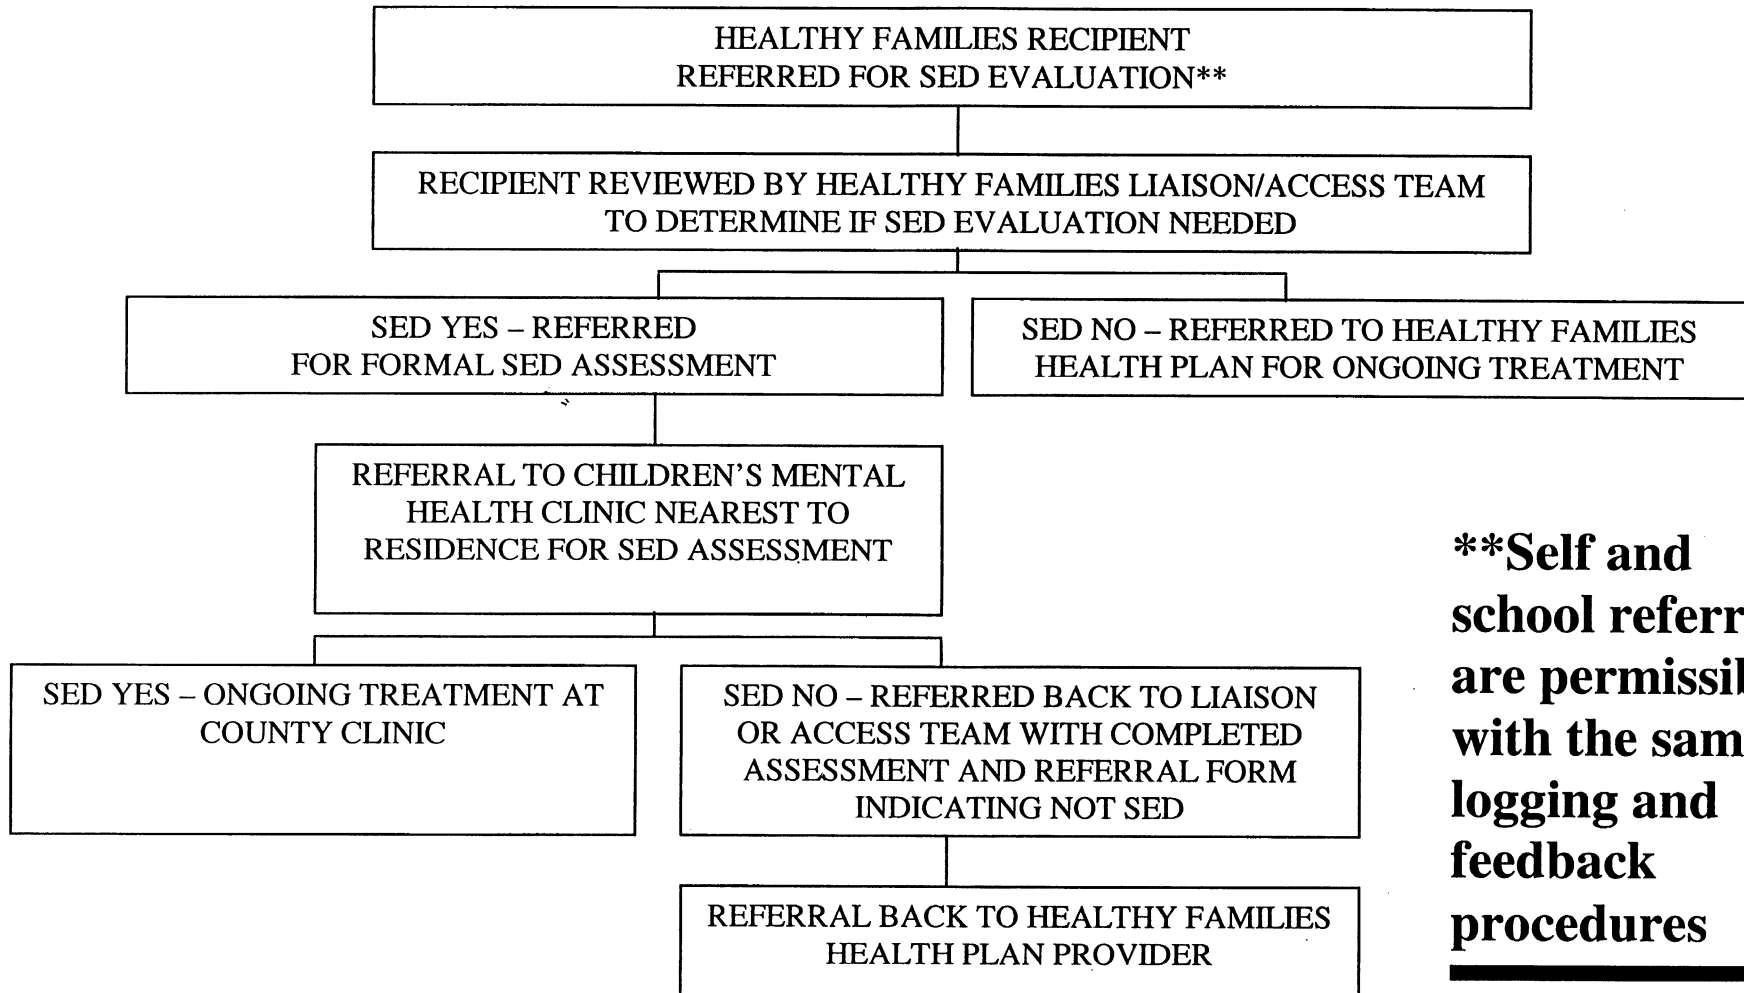 HEALTHY FAMILIES RECIPIENT
REFERRED FOR SED EVALUATION**
RECIPIENT REVIEWED BY HEALTHY FAMILIES LIAISON/ACCESS TEAM
TO DETERMINE IF SED EVALUATION NEEDED
SED YES – REFERRED
FOR FORMAL SED ASSESSMENT
SED NO – REFERRED TO HEALTHY FAMILIES
HEALTH PLAN FOR ONGOING TREATMENT
REFERRAL TO CHILDREN'S MENTAL
HEALTH CLINIC NEAREST TO
RESIDENCE FOR SED ASSESSMENT
SED YES – ONGOING TREATMENT AT
COUNTY CLINIC
SED NO – REFERRED BACK TO LIAISON
OR ACCESS TEAM WITH COMPLETED
ASSESSMENT AND REFERRAL FORM
INDICATING NOT SED
REFERRAL BACK TO HEALTHY FAMILIES
HEALTH PLAN PROVIDER
**Self and
school
are
with the
logging and
feedback
procedures